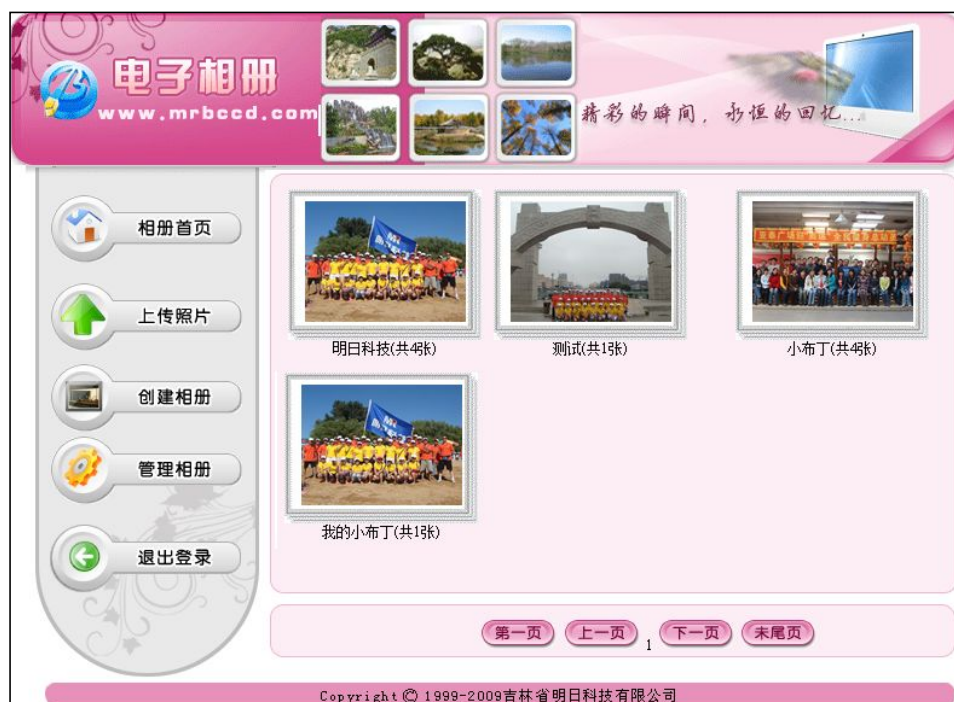 电子相册
www.mrbccd.com
精彩的瞬间，永恒的回忆...
相册首页
上传照片
创建相册
管理相册
退出登录
明日科技(共4张)
测试(共1张)
小布丁(共4张)
我的小布丁(共1张)
第一页
上一页
1
下一页
末尾页
Copyright © 1999-2009吉林省明日科技有限公司